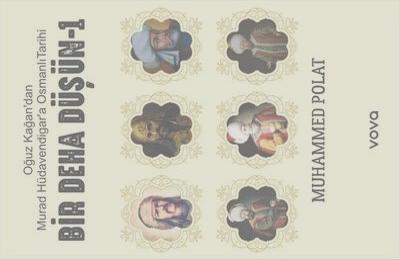 Oğuz Kağan'dan
Murad Hüdavendigar'a Osmanlı Tarihi
BİR DEHA DÜŞÜN-1
MUHAMMED POLAT
vova